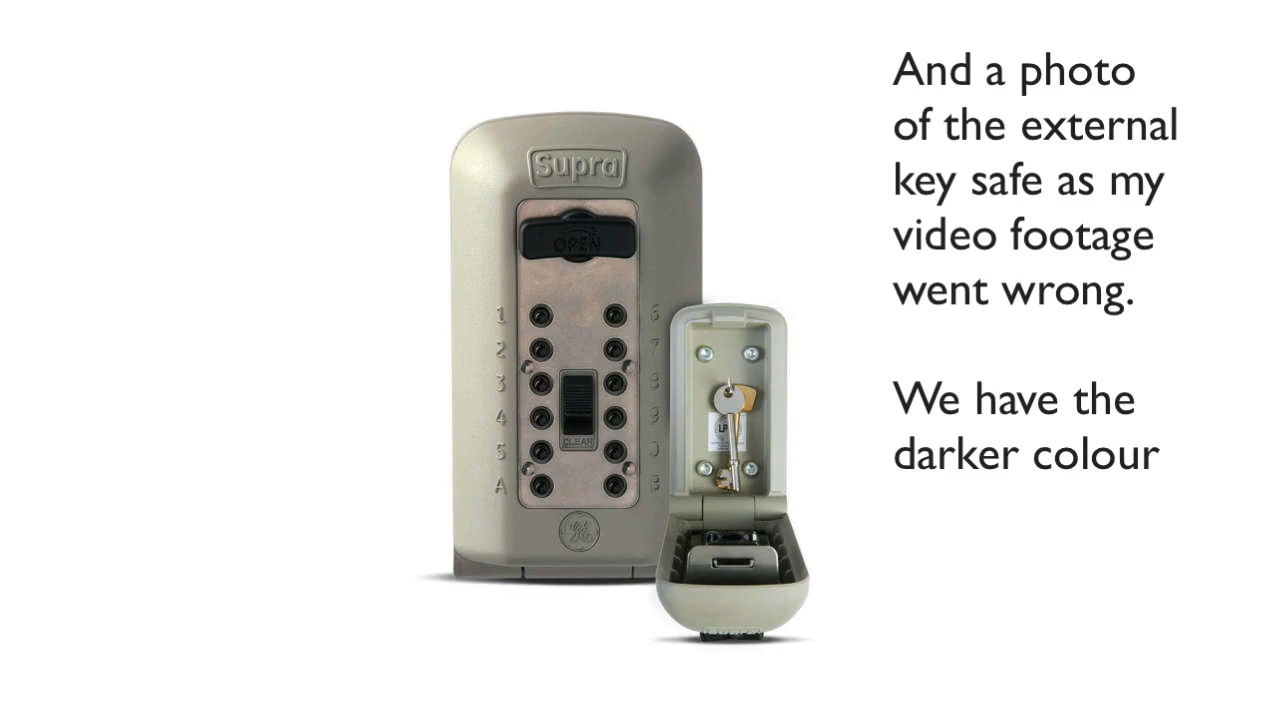 And a photo
of the external
key safe as my
video footage
went wrong.
We have the
darker colour
Supra
OPEN
1 6
2 7
3 8
4 9
CLEAR
5 0
A B